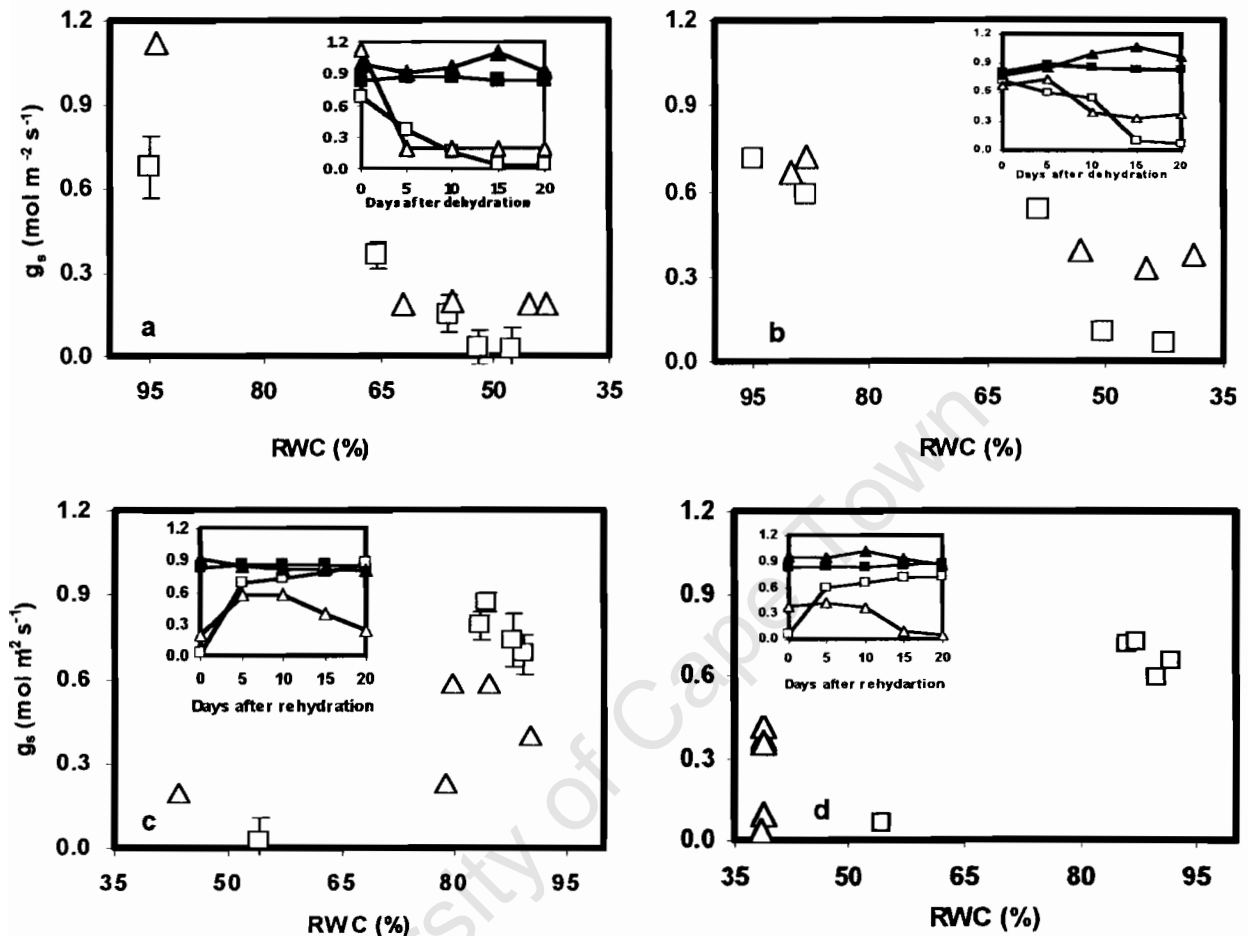 1.2
0.9
0.6
0.3
0.0
gs (mol m -2 s-1)
95 80 65 50 35
RWC (%)
a
1.2
0.9
0.6
0.3
0.0
0 5 10 15 20
Days after dehydration
1.2
0.9
0.6
0.3
0.0
95 80 65 50 35
RWC (%)
b
1.2
0.9
0.6
0.3
0.0
0 5 10 15 20
Days after dehydration
1.2
0.9
0.6
0.3
0.0
gs (mol m2 s-1)
35 50 65 80 95
RWC (%)
c
1.2
0.9
0.6
0.3
0.0
0 5 10 15 20
Days after rehydration
1.2
0.9
0.6
0.3
0.0
35 50 65 80 95
RWC (%)
d
1.2
0.9
0.6
0.3
0.0
0 5 10 15 20
Days after rehydartion
ersity of Cape Town